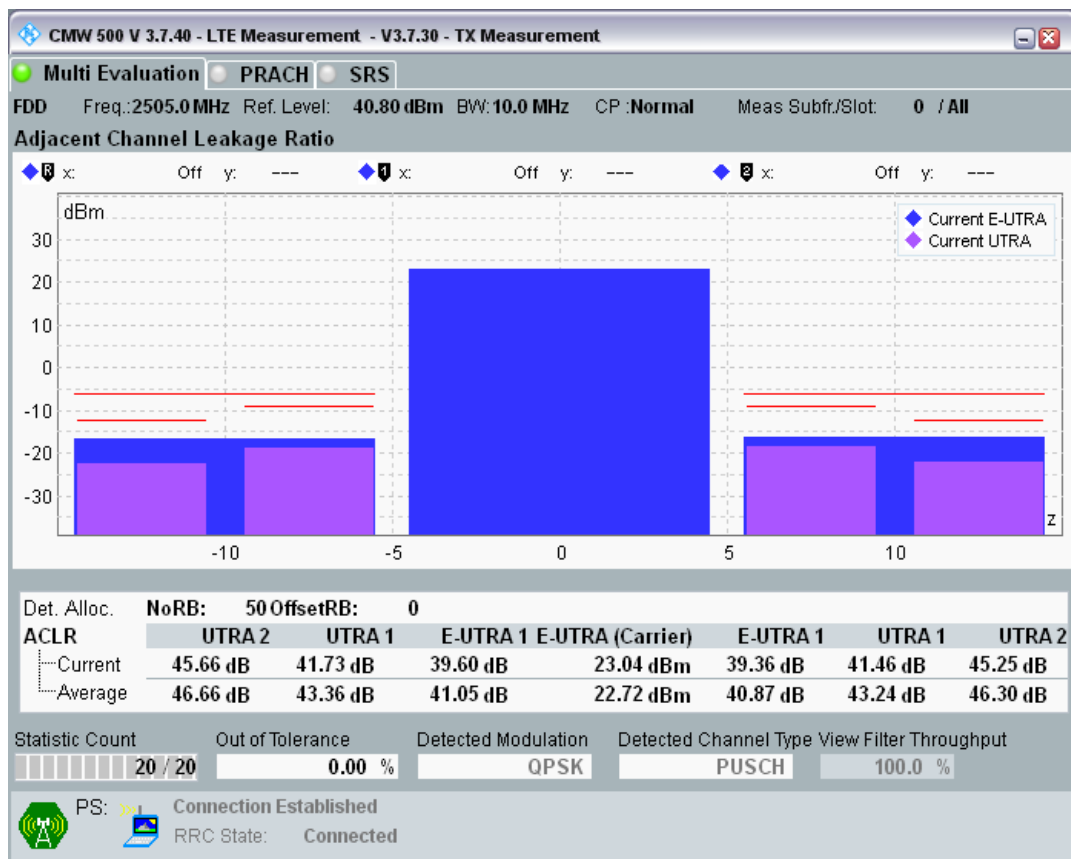 CMW 500 V 3.7.40 - LTE Measurement - V3.7.30 - TX Measurement
Multi Evaluation PRACH SRS
FDD Freq.:2505.0 MHz Ref. Level: 40.80 dBm BW: 10.0 MHz CP :Normal Meas Subfr./Slot: 0 / All
Adjacent Channel Leakage Ratio
R x: Off y: --- 1 x: Off y: --- 2 x: Off y: ---
dBm
Current E-UTRA
Current UTRA
30
20
10
0
-10
-20
-30
z
-10 -5 0 5 10
Det. Alloc. NoRB: 50 OffsetRB: 0
ACLR UTRA 2 UTRA 1 E-UTRA 1 E-UTRA (Carrier) E-UTRA 1 UTRA 1 UTRA 2
Current 45.66 dB 41.73 dB 39.60 dB 23.04 dBm 39.36 dB 41.46 dB 45.25 dB
Average 46.66 dB 43.36 dB 41.05 dB 22.72 dBm 40.87 dB 43.24 dB 46.30 dB
Statistic Count Out of Tolerance Detected Modulation Detected Channel Type View Filter Throughput
20 / 20 0.00 % QPSK PUSCH 100.0 %
PS: Connection Established
RRC State: Connected